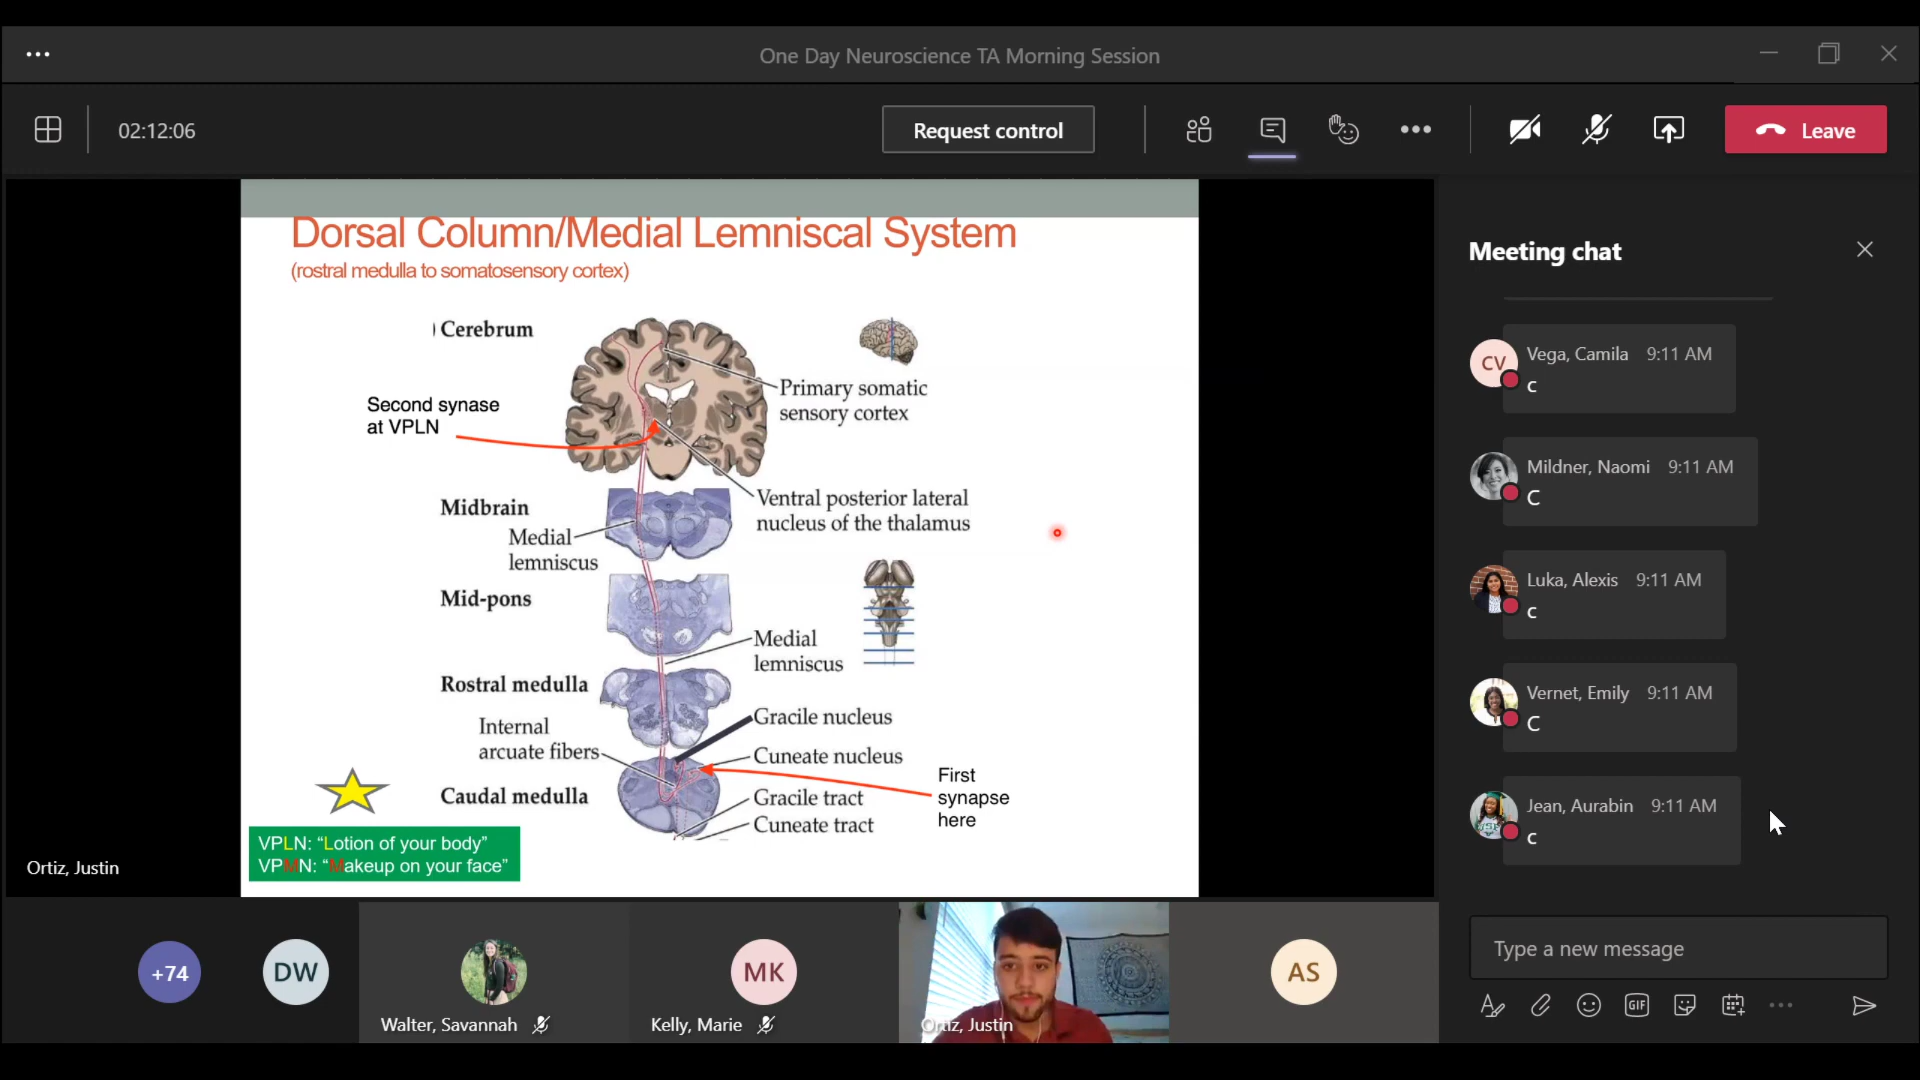 One Day Neuroscience TA Morning Session
02:12:06
Request control
Leave
Dorsal Column/Medial Lemniscal System
(rostral medulla to somatosensory cortex)
) Cerebrum
Second synase
at VPLN
Primary somatic
sensory cortex
Ventral posterior lateral
nucleus of the thalamus
Midbrain
Medial
lemniscus
Mid-pons
Medial
lemniscus
Rostral medulla
Gracile nucleus
Internal
arcuate fibers
Cuneate nucleus
First
synapse
here
Caudal medulla
Gracile tract
Cuneate tract
VPLN: “Lotion of your body”
VPMN: “Makeup on your face”
Ortiz, Justin
Meeting chat
CV
Vega, Camila 9:11 AM
c
Mildner, Naomi 9:11 AM
C
Luka, Alexis 9:11 AM
c
Vernet, Emily 9:11 AM
C
Jean, Aurabin 9:11 AM
c
Type a new message
GIF
+74
DW
Walter, Savannah
MK
Kelly, Marie
Ortiz, Justin
AS